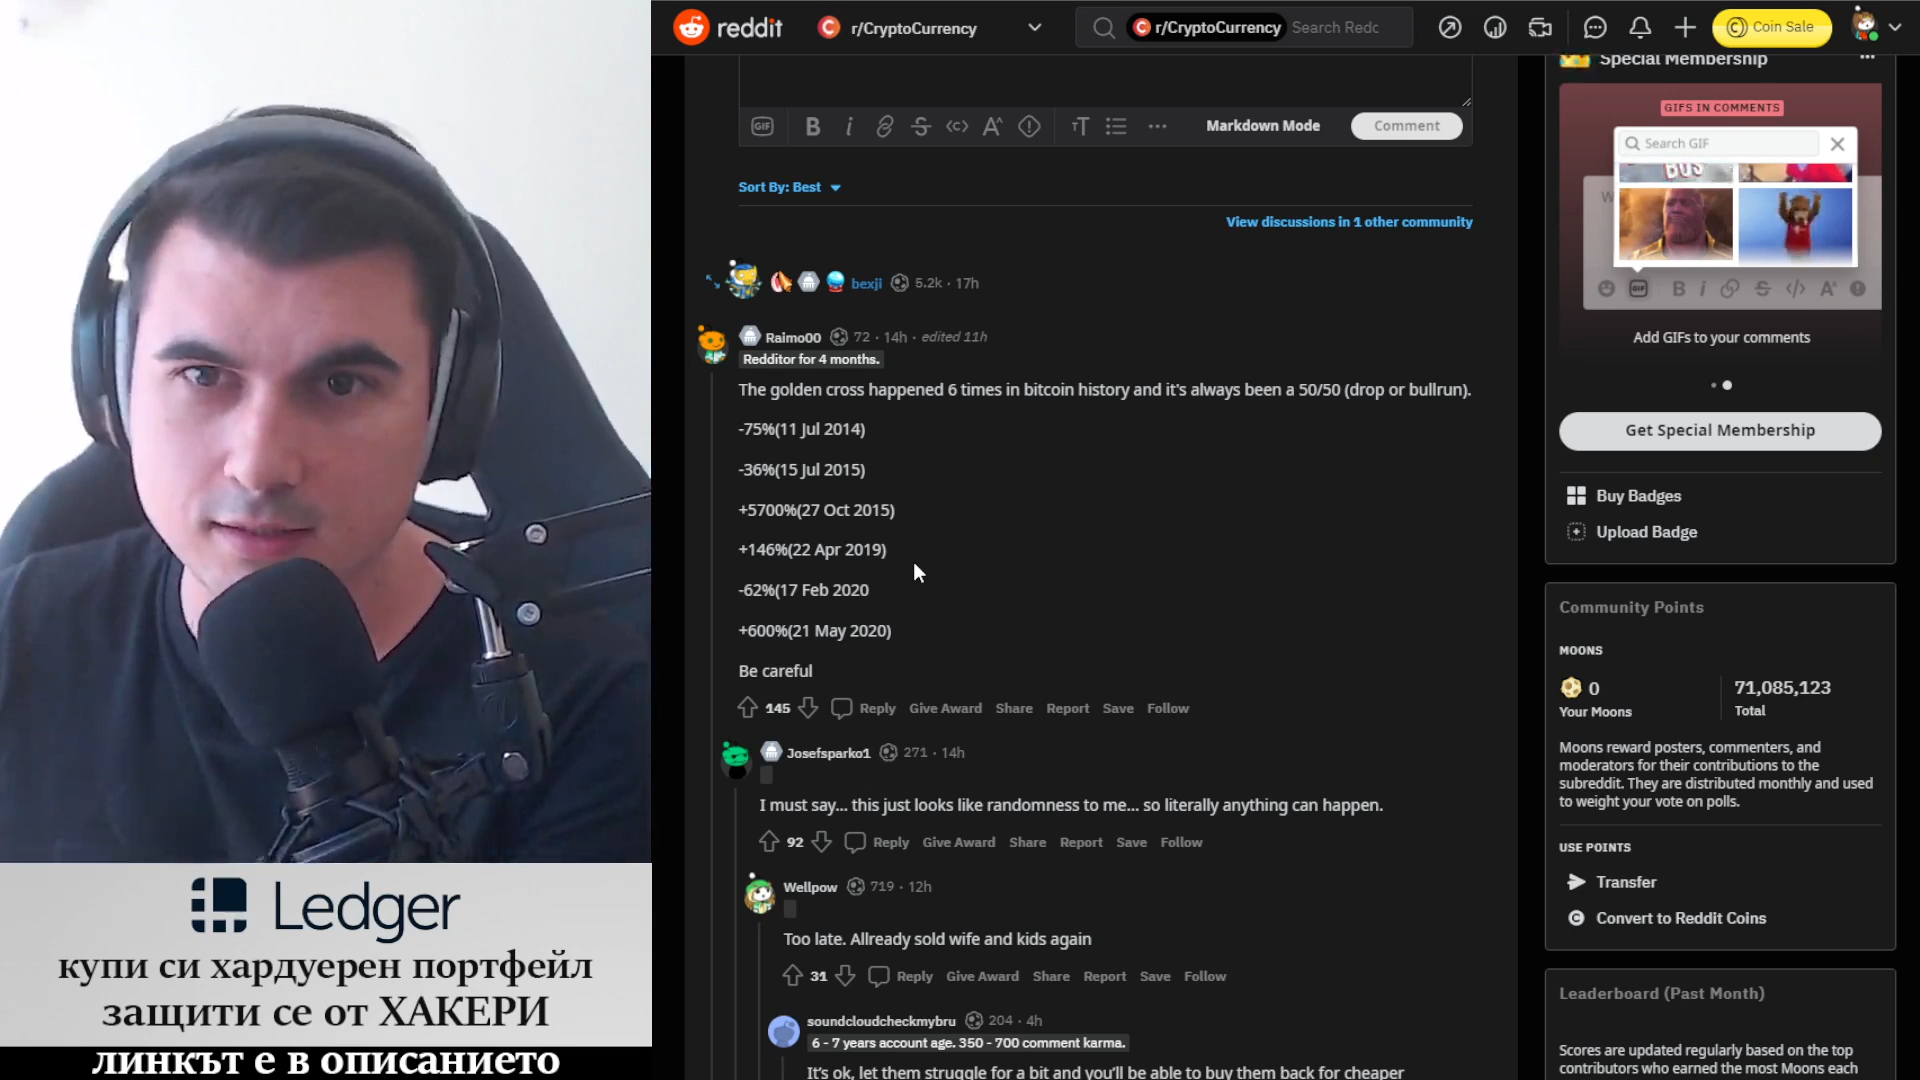 reddit
r/CryptoCurrency
r/CryptoCurrency
Search Redc
Coin Sale
Special Membership
GIFS IN COMMENTS
Search GIF
GIF
Add GIFs to your comments
Get Special Membership
Buy Badges
Upload Badge
GIF
Markdown Mode
Comment
Sort By: Best
View discussions in 1 other community
bexji 5.2k · 17h
Raimo00 72 · 14h · edited 11h
Redditor for 4 months.
The golden cross happened 6 times in bitcoin history and it's always been a 50/50 (drop or bullrun).
-75%(11 Jul 2014)
-36%(15 Jul 2015)
+5700%(27 Oct 2015)
+146%(22 Apr 2019)
-62%(17 Feb 2020
+600%(21 May 2020)
Be careful
145 Reply Give Award Share Report Save Follow
Josefsparko1 271 · 14h
I must say... this just looks like randomness to me... so literally anything can happen.
92 Reply Give Award Share Report Save Follow
Wellpow 719 · 12h
Too late. Allready sold wife and kids again
31 Reply Give Award Share Report Save Follow
soundcloudcheckmybru 204 · 4h
6 - 7 years account age. 350 - 700 comment karma.
It's ok, let them struggle for a bit and you'll be able to buy them back for cheaper
Community Points
MOONS
0
Your Moons
71,085,123
Total
Moons reward posters, commenters, and
moderators for their contributions to the
subreddit. They are distributed monthly and used
to weight your vote on polls.
USE POINTS
Transfer
Convert to Reddit Coins
Leaderboard (Past Month)
Scores are updated regularly based on the top
contributors who earned the most Moons each
Ledger
купи си хардуерен портфейл
защити се от ХАКЕРИ
линкът е в описанието